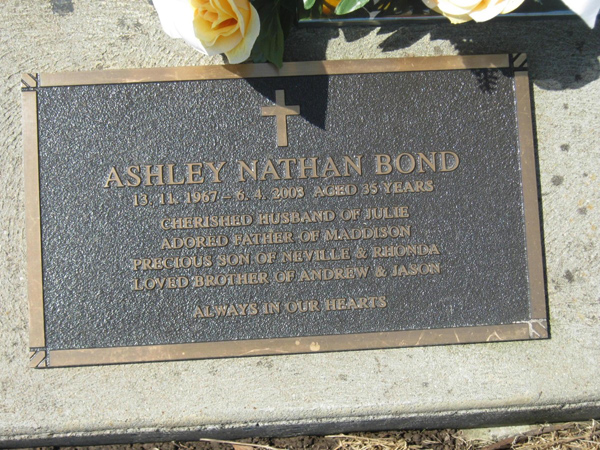 ASHLEY NATHAN BOND
13. 11. 1967 – 6. 4. 2003 AGED 35 YEARS
CHERISHED HUSBAND OF JULIE
ADORED FATHER OF MADDISON
PRECIOUS SON OF NEVILLE & RHONDA
LOVED BROTHER OF ANDREW & JASON
ALWAYS IN OUR HEARTS